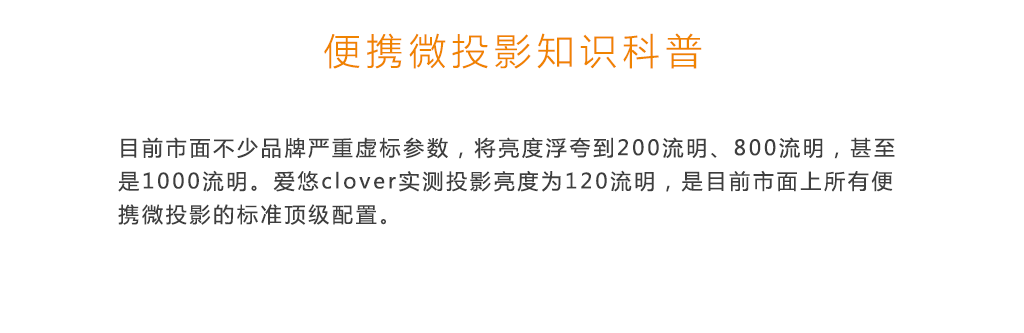 便携微投影知识科普
目前市面不少品牌严重虚标参数，将亮度浮夸到200流明、800流明，甚至
是1000流明。爱悠clover实测投影亮度为120流明，是目前市面上所有便
携微投影的标准顶级配置。